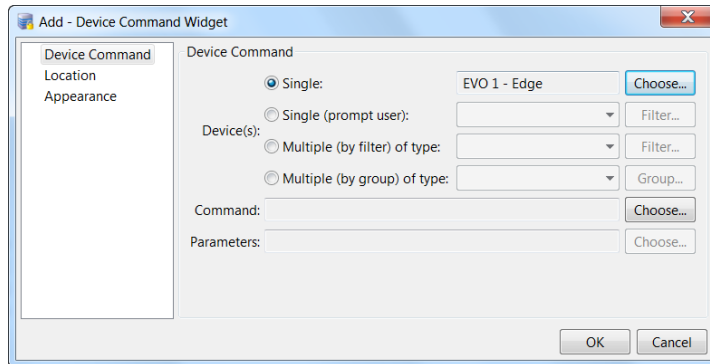 Add - Device Command Widget
Device Command
Location
Appearance
Device Command
Device(s):
Single: EVO 1 - Edge Choose...
Single (prompt user): Filter...
Multiple (by filter) of type: Filter...
Multiple (by group) of type: Group...
Command: Choose...
Parameters: Choose...
OK Cancel